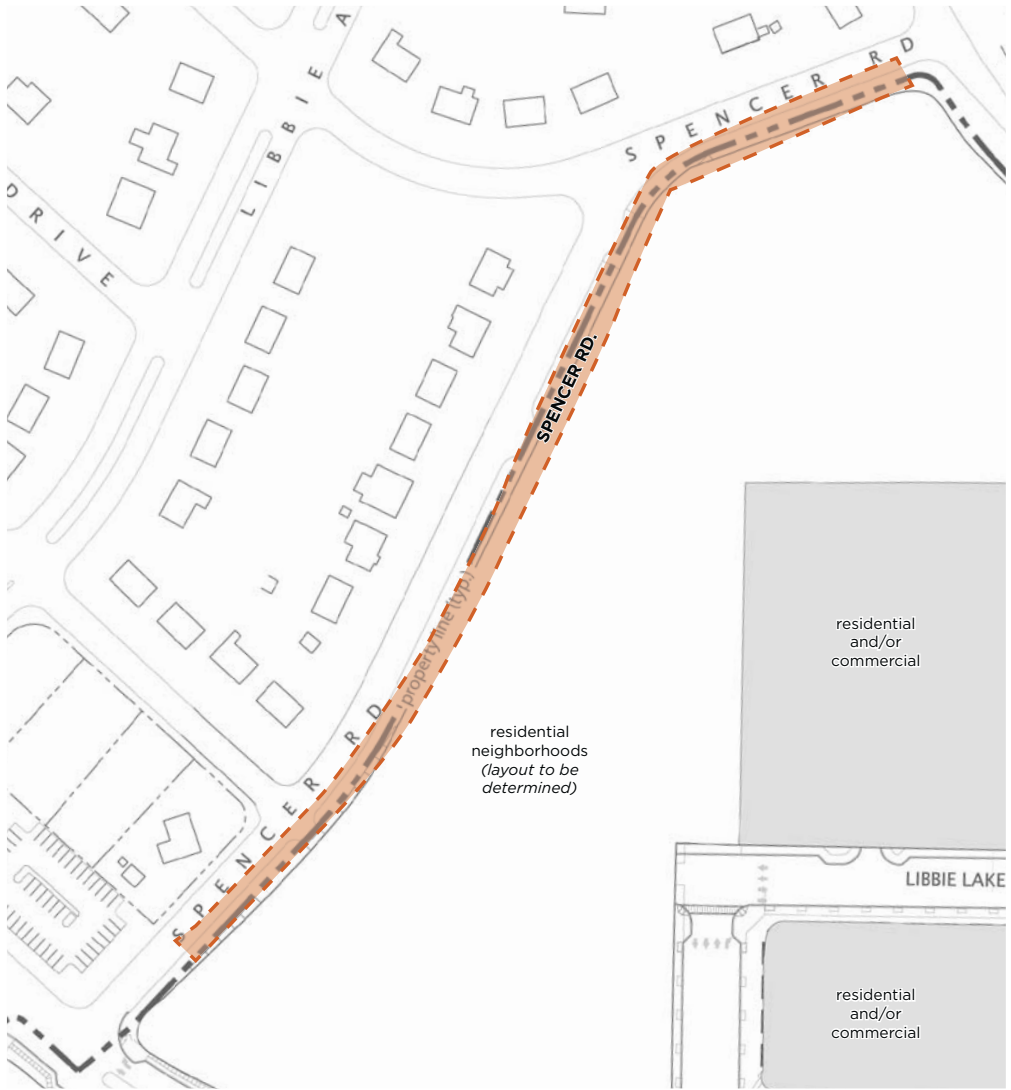 LIBBIE A
SPENCER RD
DRIVE
SPENCER RD.
property line (typ.)
residential
and/or
commercial
SPENCER RD
residential
neighborhoods
(layout to be
determined)
LIBBIE LAKE
residential
and/or
commercial